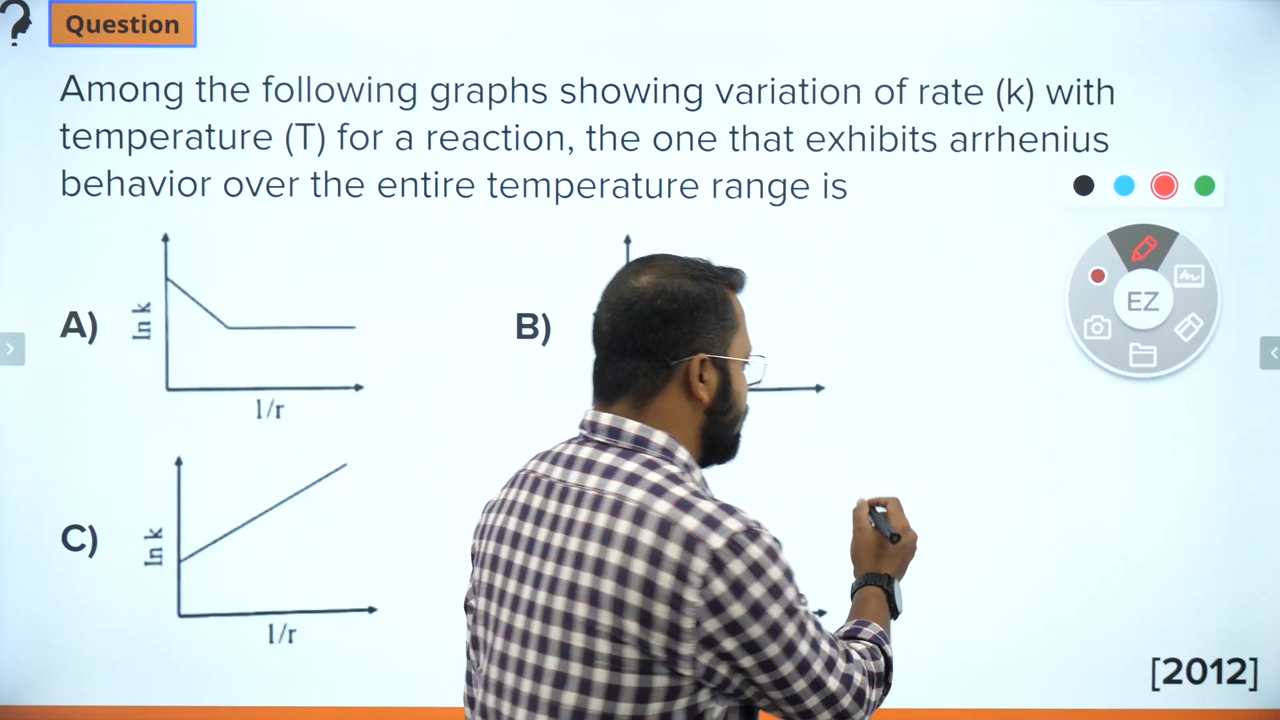 ?
Question
Among the following graphs showing variation of rate (k) with
temperature (T) for a reaction, the one that exhibits arrhenius
behavior over the entire temperature range is
EZ
A)
ln k
1/r
B)
C)
ln k
1/r
[2012]